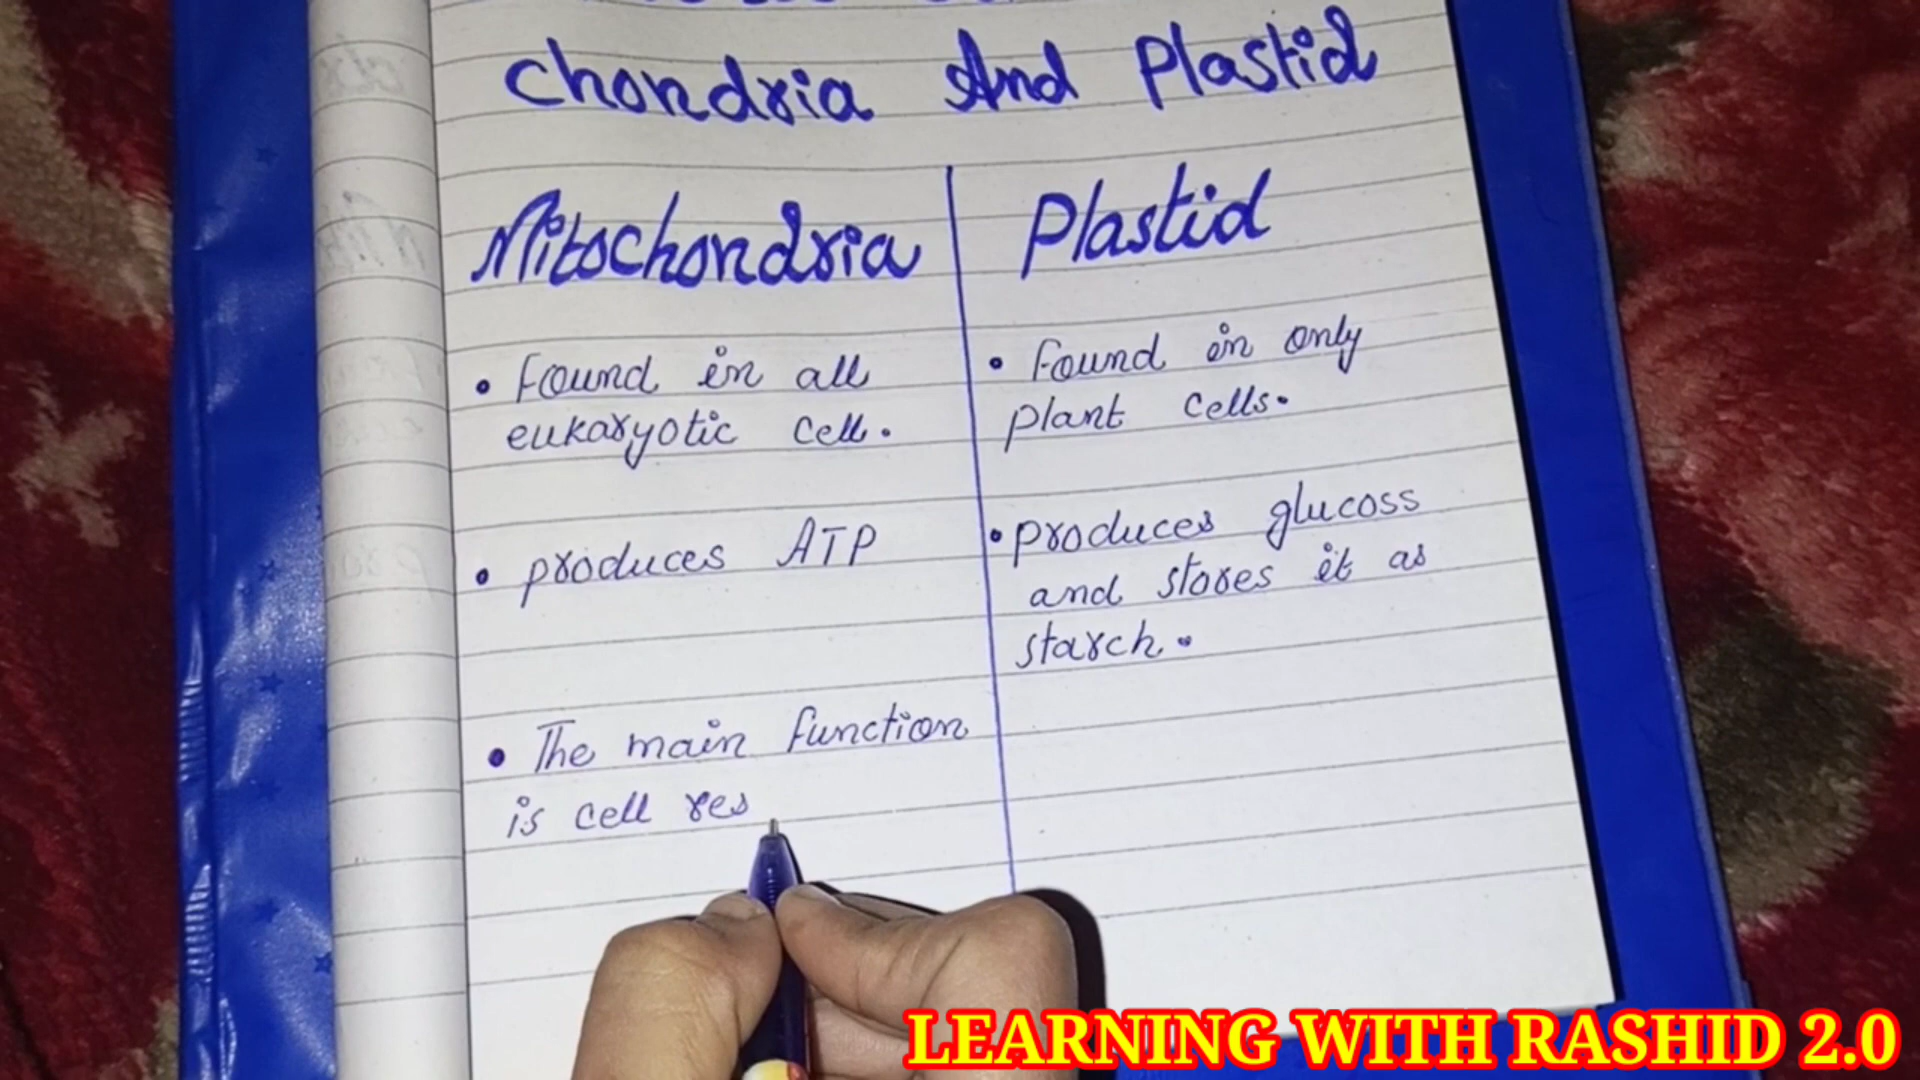 chondria And Plastid
Mitochondria
Plastid
• Found in all
eukaryotic cell.
• produces ATP
• The main function
is cell res
• Found in only
plant cells.
• produces glucoss
and stores it as
starch.
LEARNING WITH RASHID 2.0